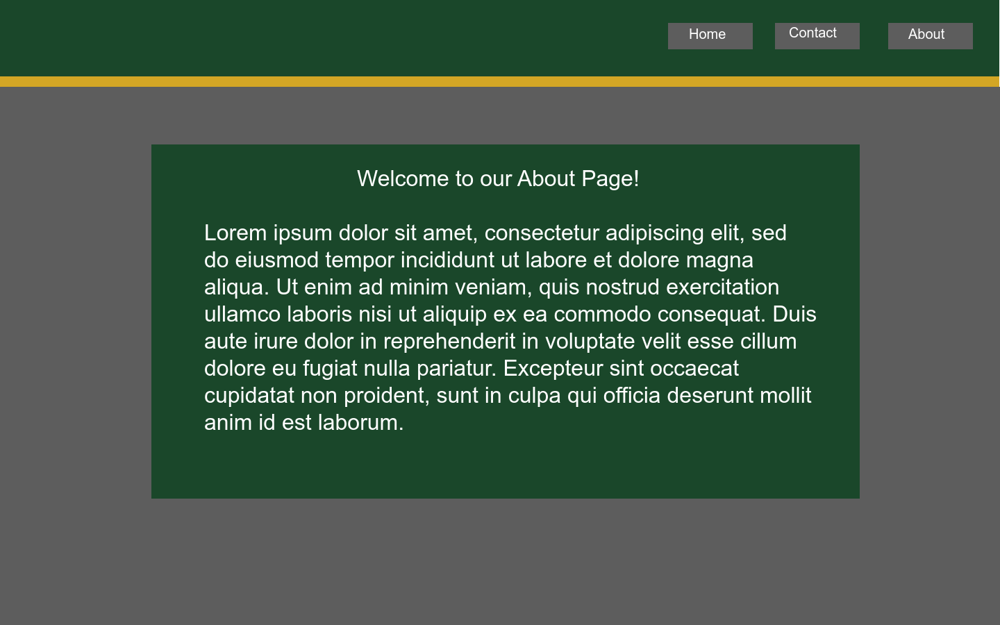 Home
Contact
About
Welcome to our About Page!
Lorem ipsum dolor sit amet, consectetur adipiscing elit, sed
do eiusmod tempor incididunt ut labore et dolore magna
aliqua. Ut enim ad minim veniam, quis nostrud exercitation
ullamco laboris nisi ut aliquip ex ea commodo consequat. Duis
aute irure dolor in reprehenderit in voluptate velit esse cillum
dolore eu fugiat nulla pariatur. Excepteur sint occaecat
cupidatat non proident, sunt in culpa qui officia deserunt mollit
anim id est laborum.